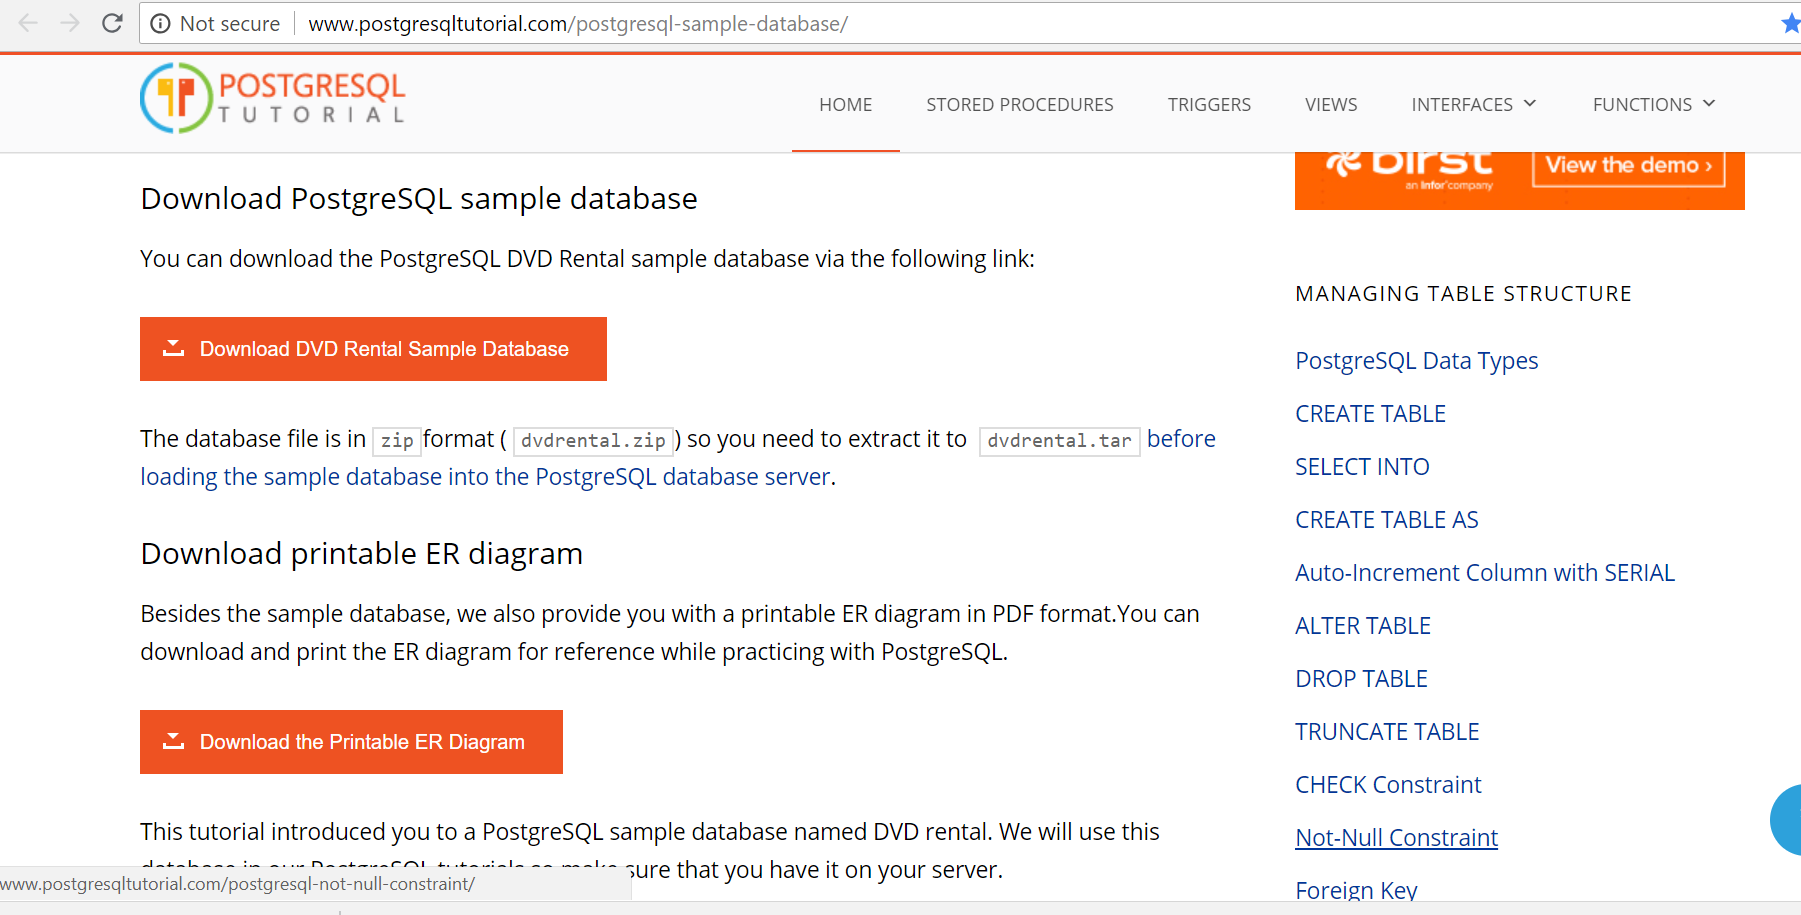 Not secure www.postgresqltutorial.com/postgresql-sample-database/
POSTGRESQL
TUTORIAL
HOME STORED PROCEDURES TRIGGERS VIEWS INTERFACES FUNCTIONS
Download PostgreSQL sample database
You can download the PostgreSQL DVD Rental sample database via the following link:
Download DVD Rental Sample Database
The database file is in zip format ( dvdrental.zip) so you need to extract it to dvdrental.tar before
loading the sample database into the PostgreSQL database server.
Download printable ER diagram
Besides the sample database, we also provide you with a printable ER diagram in PDF format.You can
download and print the ER diagram for reference while practicing with PostgreSQL.
Download the Printable ER Diagram
This tutorial introduced you to a PostgreSQL sample database named DVD rental. We will use this
database in our PostgreSQL tutorials so make sure that you have it on your server.
www.postgresqltutorial.com/postgresql-not-null-constraint/
birst
an Infor company
View the demo ›
MANAGING TABLE STRUCTURE
PostgreSQL Data Types
CREATE TABLE
SELECT INTO
CREATE TABLE AS
Auto-Increment Column with SERIAL
ALTER TABLE
DROP TABLE
TRUNCATE TABLE
CHECK Constraint
Not-Null Constraint
Foreign Key